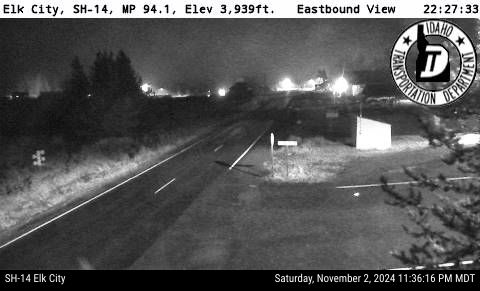 Elk City, SH-14, MP 94.1, Elev 3,939ft. Eastbound View 22:27:33
IDAHO
TRANSPORTATION DEPARTMENT
SH-14 Elk City Saturday, November 2, 2024 11:36:16 PM MDT